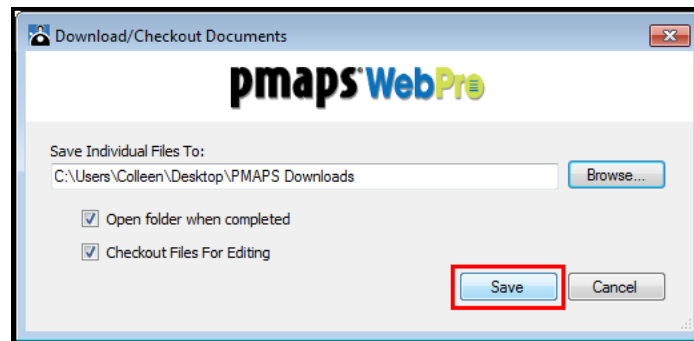 Download/Checkout Documents
pmaps WebPro
Save Individual Files To:
C:\Users\Colleen\Desktop\PMAPS Downloads
Browse...
Open folder when completed
Checkout Files For Editing
Save
Cancel